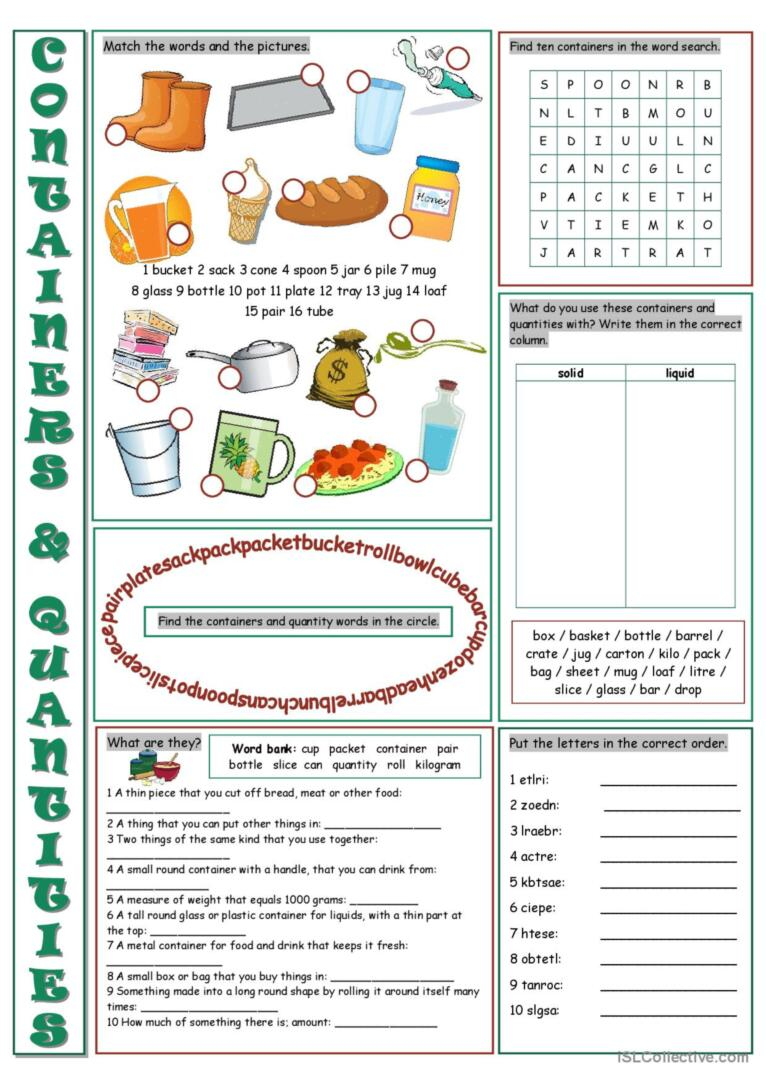 CONTAINERS & QUANTITIES
Match the words and the pictures.
Honey
$
1 bucket 2 sack 3 cone 4 spoon 5 jar 6 pile 7 mug
8 glass 9 bottle 10 pot 11 plate 12 tray 13 jug 14 loaf
15 pair 16 tube
Find ten containers in the word search.
S P O O N R B
N L T B M O U
E D I U U L N
C A N C G L C
P A C K E T H
V T I E M K O
J A R T R A T
What do you use these containers and
quantities with? Write them in the correct
column.
solid liquid
box / basket / bottle / barrel /
crate / jug / carton / kilo / pack /
bag / sheet / mug / loaf / litre /
slice / glass / bar / drop
pairplatesackpackpacketbucketrollbowlcubebarcupdozenheadbarrelbunchcanspoonpotslicepiece
Find the containers and quantity words in the circle.
What are they?
Word bank: cup packet container pair
bottle slice can quantity roll kilogram
1 A thin piece that you cut off bread, meat or other food:
2 A thing that you can put other things in:
3 Two things of the same kind that you use together:
4 A small round container with a handle, that you can drink from:
5 A measure of weight that equals 1000 grams:
6 A tall round glass or plastic container for liquids, with a thin part at
the top:
7 A metal container for food and drink that keeps it fresh:
8 A small box or bag that you buy things in:
9 Something made into a long round shape by rolling it around itself many
times:
10 How much of something there is; amount:
Put the letters in the correct order.
1 etlri:
2 zoedn:
3 lraebr:
4 actre:
5 kbtsae:
6 ciepe:
7 htese:
8 obtetl:
9 tanroc:
10 slgsa:
iSLCollective.com